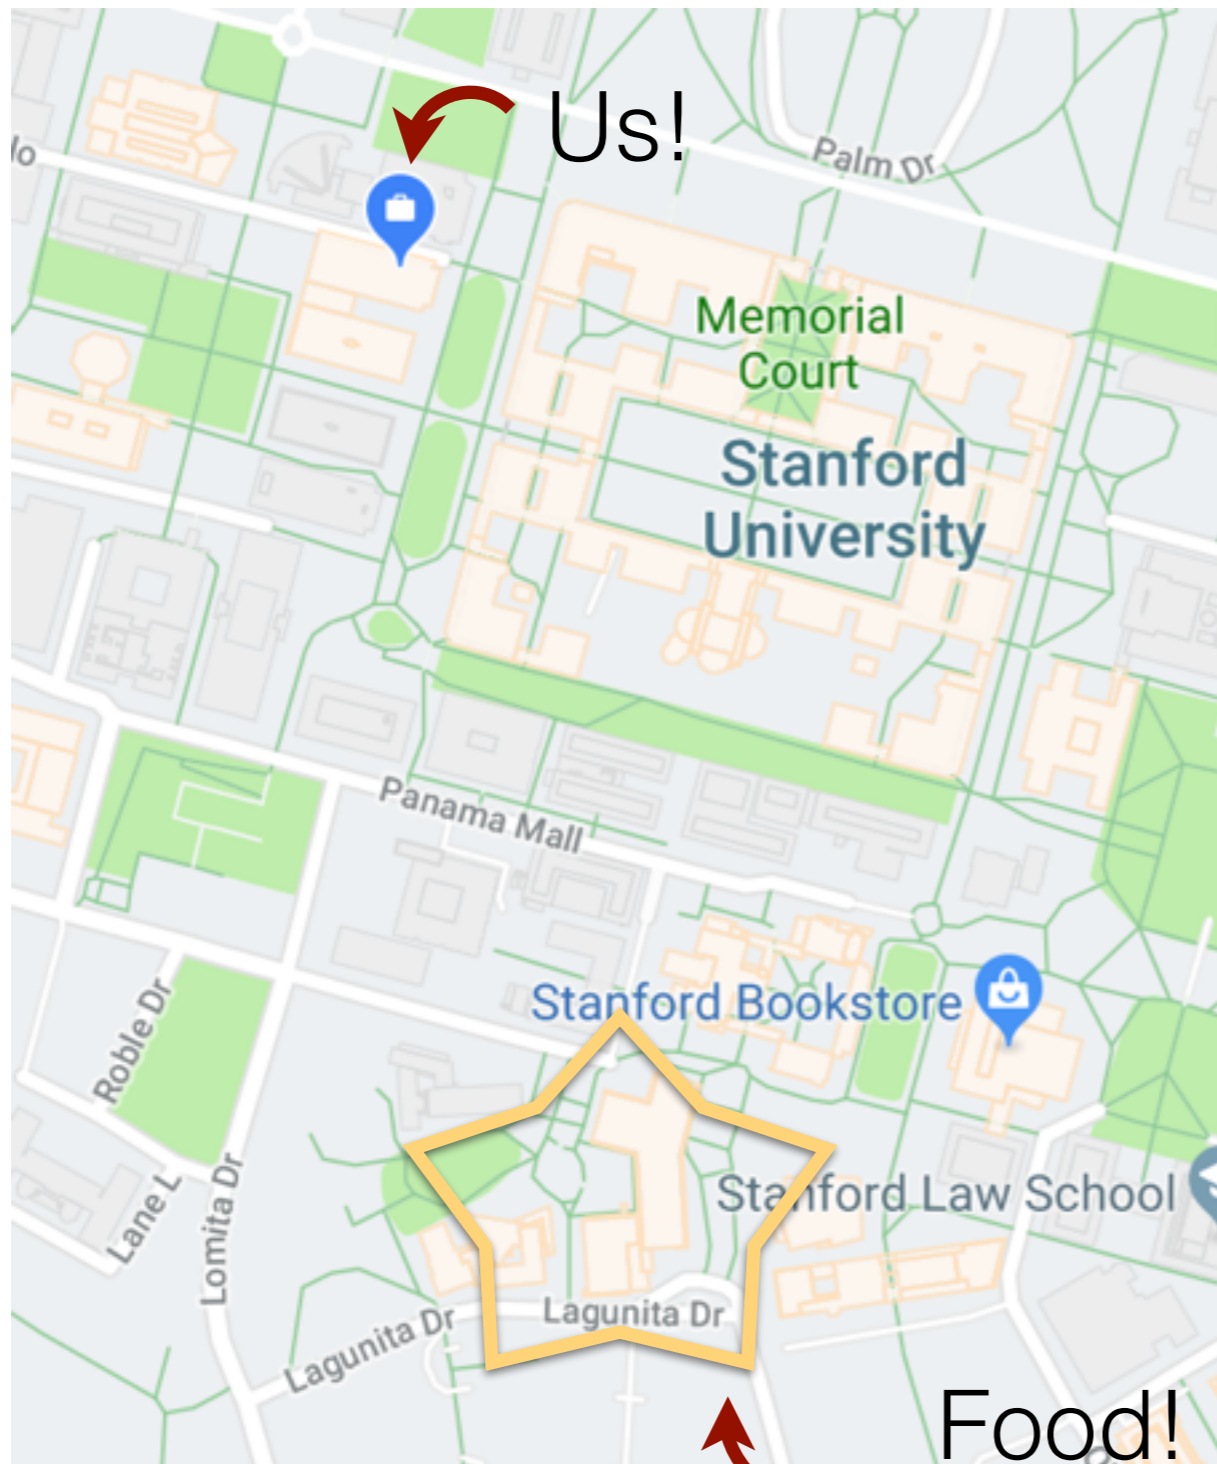 Us!
Palm Dr
lo
Memorial
Court
Stanford
University
Panama Mall
Stanford Bookstore
Roble Dr
Lane L
Lomita Dr
Stanford Law School
Lagunita Dr
Lagunita Dr
Food!